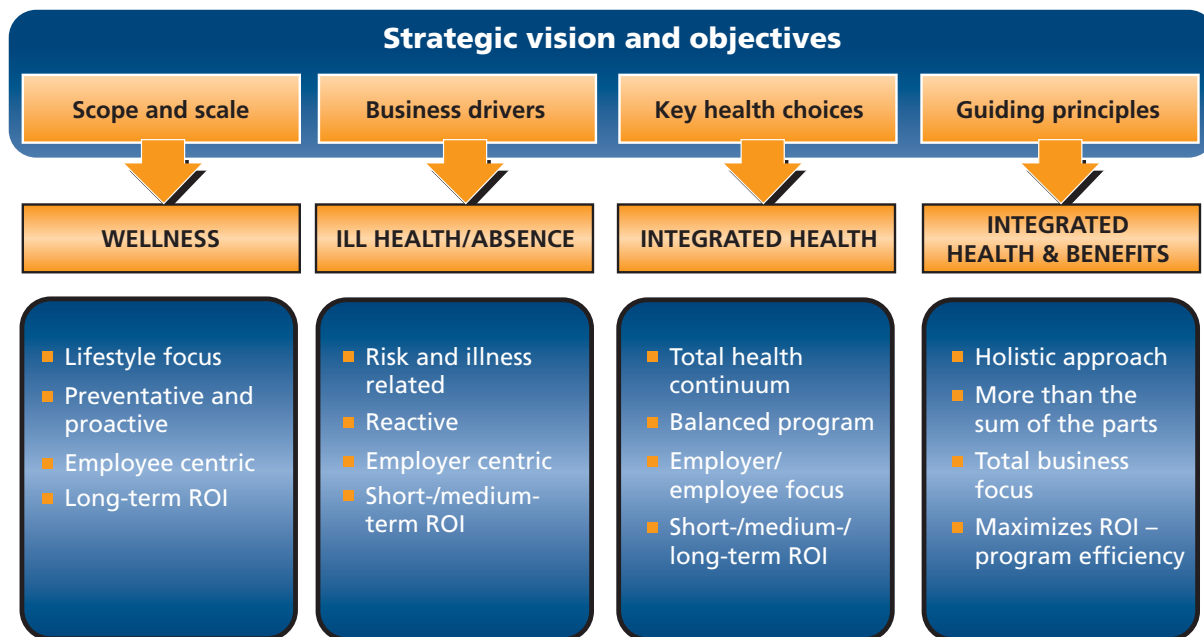 Strategic vision and objectives
Scope and scale
Business drivers
Key health choices
Guiding principles
WELLNESS
ILL HEALTH/ABSENCE
INTEGRATED HEALTH
INTEGRATED
HEALTH & BENEFITS
■ Lifestyle focus
■ Preventative and
proactive
■ Employee centric
■ Long-term ROI
■ Risk and illness
related
■ Reactive
■ Employer centric
■ Short-/medium-
term ROI
■ Total health
continuum
■ Balanced program
■ Employer/
employee focus
■ Short-/medium-/
long-term ROI
■ Holistic approach
■ More than the
sum of the parts
■ Total business
focus
■ Maximizes ROI –
program efficiency